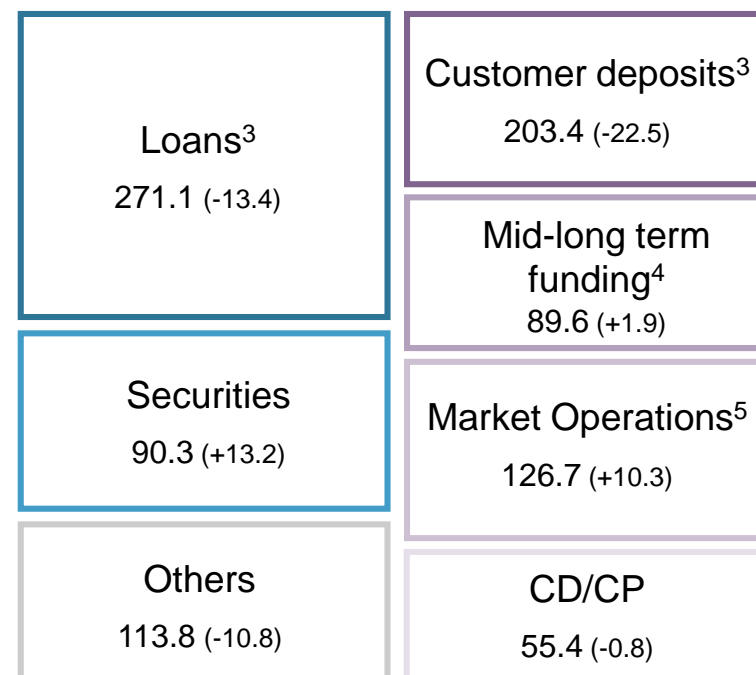 Loans³
271.1 (-13.4)
Securities
90.3 (+13.2)
Others
113.8 (-10.8)
Customer deposits³
203.4 (-22.5)
Mid-long term
funding⁴
89.6 (+1.9)
Market Operations⁵
126.7 (+10.3)
CD/CP
55.4 (-0.8)